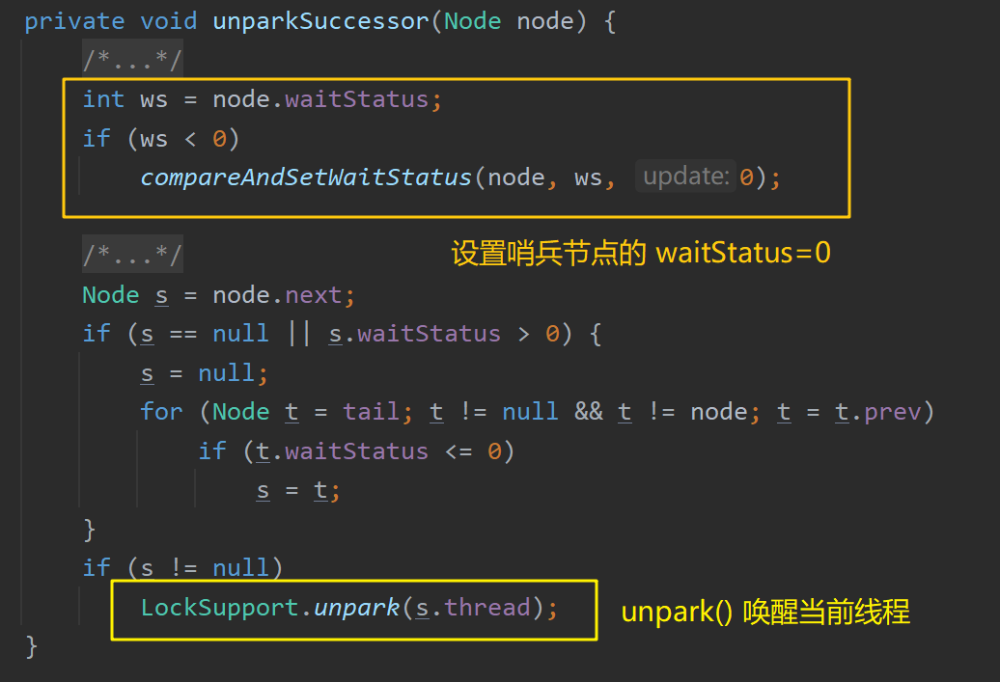 private void unparkSuccessor(Node node) {
/*...*/
int ws = node.waitStatus;
if (ws < 0)
compareAndSetWaitStatus(node, ws, update: 0);
设置哨兵节点的 waitStatus=0
/*...*/
Node s = node.next;
if (s == null || s.waitStatus > 0) {
s = null;
for (Node t = tail; t != null && t != node; t = t.prev)
if (t.waitStatus <= 0)
s = t;
}
if (s != null)
LockSupport.unpark(s.thread);
unpark() 唤醒当前线程
}